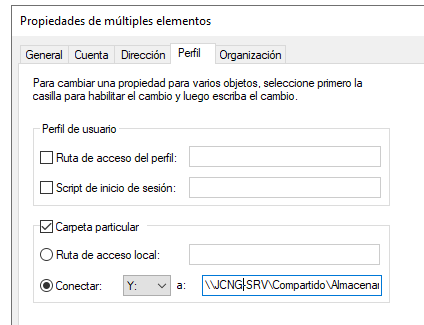 Propiedades de múltiples elementos
General Cuenta Dirección Perfil Organización
Para cambiar una propiedad para varios objetos, seleccione primero la
casilla para habilitar el cambio y luego escriba el cambio.
Perfil de usuario
Ruta de acceso del perfil:
Script de inicio de sesión:
Carpeta particular
Ruta de acceso local:
Conectar: Y: a: \\JCNG-SRV\Compartido\Almacenar